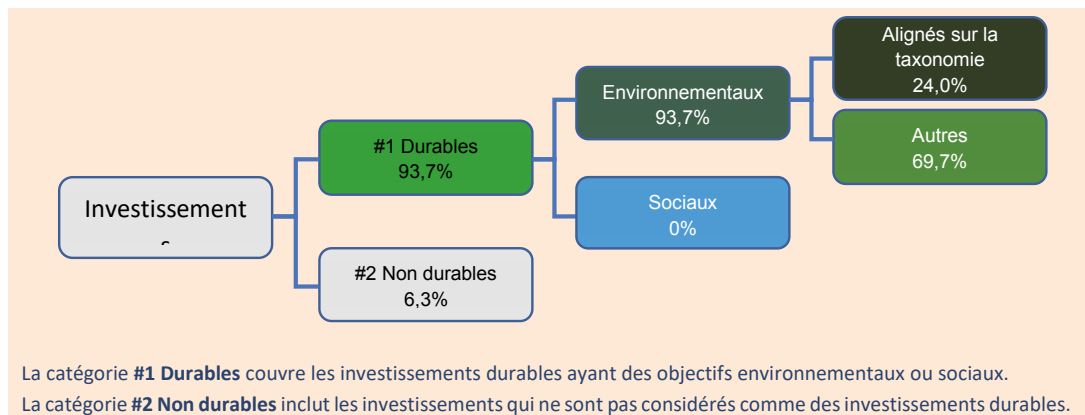 Investissement
#1 Durables
93,7%
#2 Non durables
6,3%
Environnementaux
93,7%
Sociaux
0%
Alignés sur la
taxonomie
24,0%
Autres
69,7%
La catégorie #1 Durables couvre les investissements durables ayant des objectifs environnementaux ou sociaux.
La catégorie #2 Non durables inclut les investissements qui ne sont pas considérés comme des investissements durables.